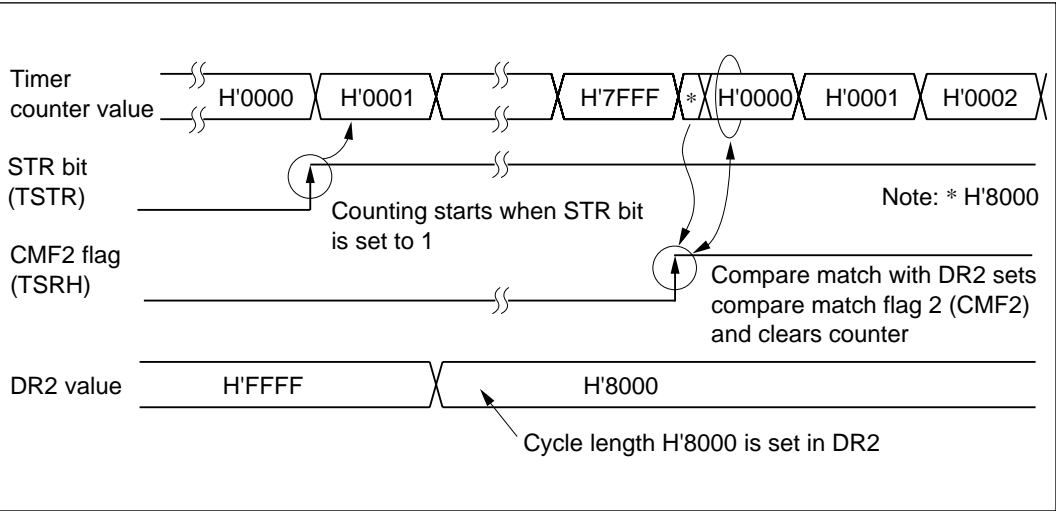 Timer
counter value
H'0000 H'0001 H'7FFF * H'0000 H'0001 H'0002
STR bit
(TSTR)
Note: * H'8000
Counting starts when STR bit
is set to 1
CMF2 flag
(TSRH)
Compare match with DR2 sets
compare match flag 2 (CMF2)
and clears counter
DR2 value H'FFFF H'8000
Cycle length H'8000 is set in DR2